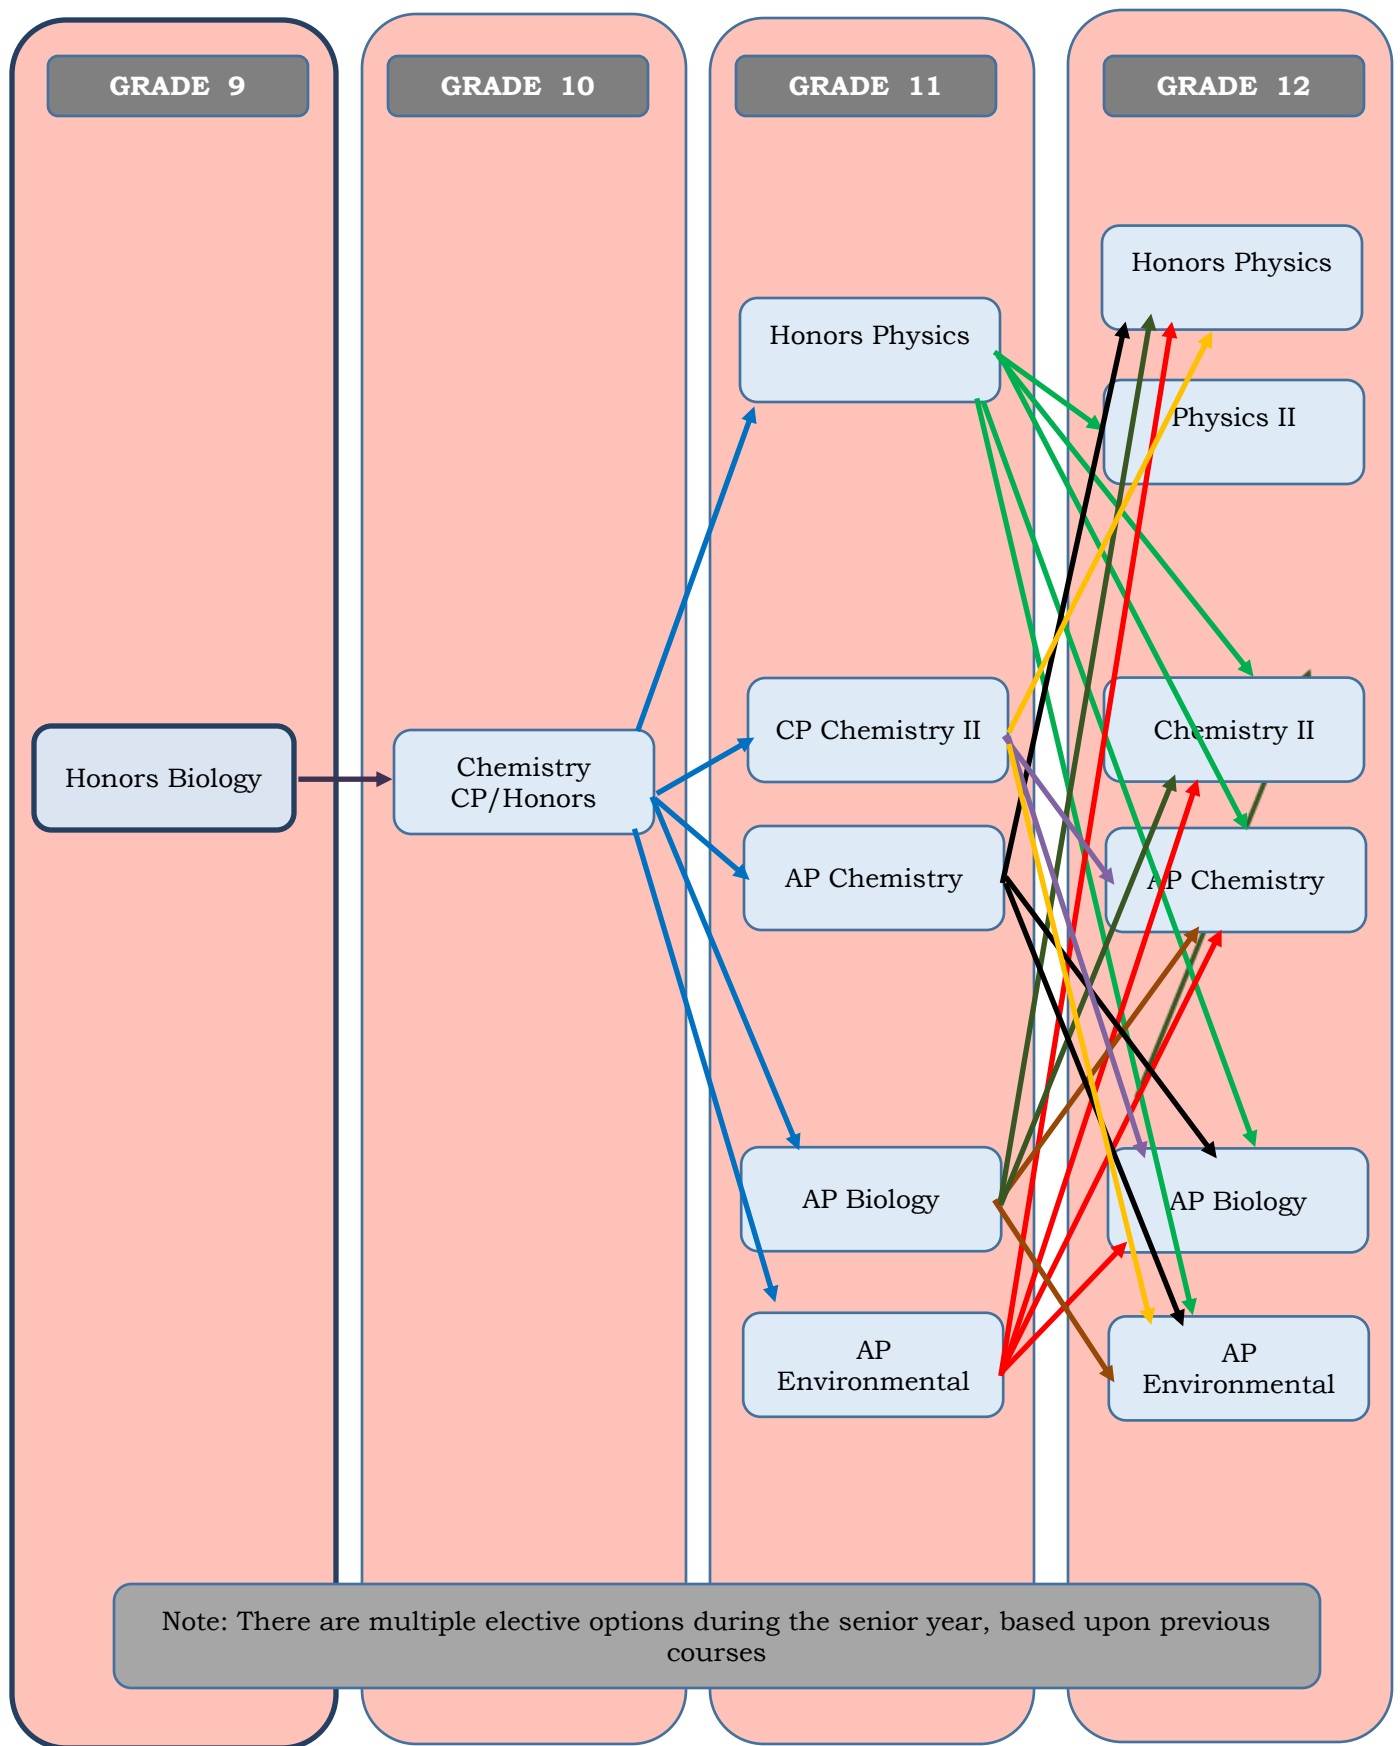 GRADE 9
GRADE 10
GRADE 11
GRADE 12
Honors Biology
Chemistry
CP/Honors
Honors Physics
CP Chemistry II
AP Chemistry
AP Biology
AP
Environmental
Honors Physics
Physics II
Chemistry II
AP Chemistry
AP Biology
AP
Environmental
Note: There are multiple elective options during the senior year, based upon previous
courses